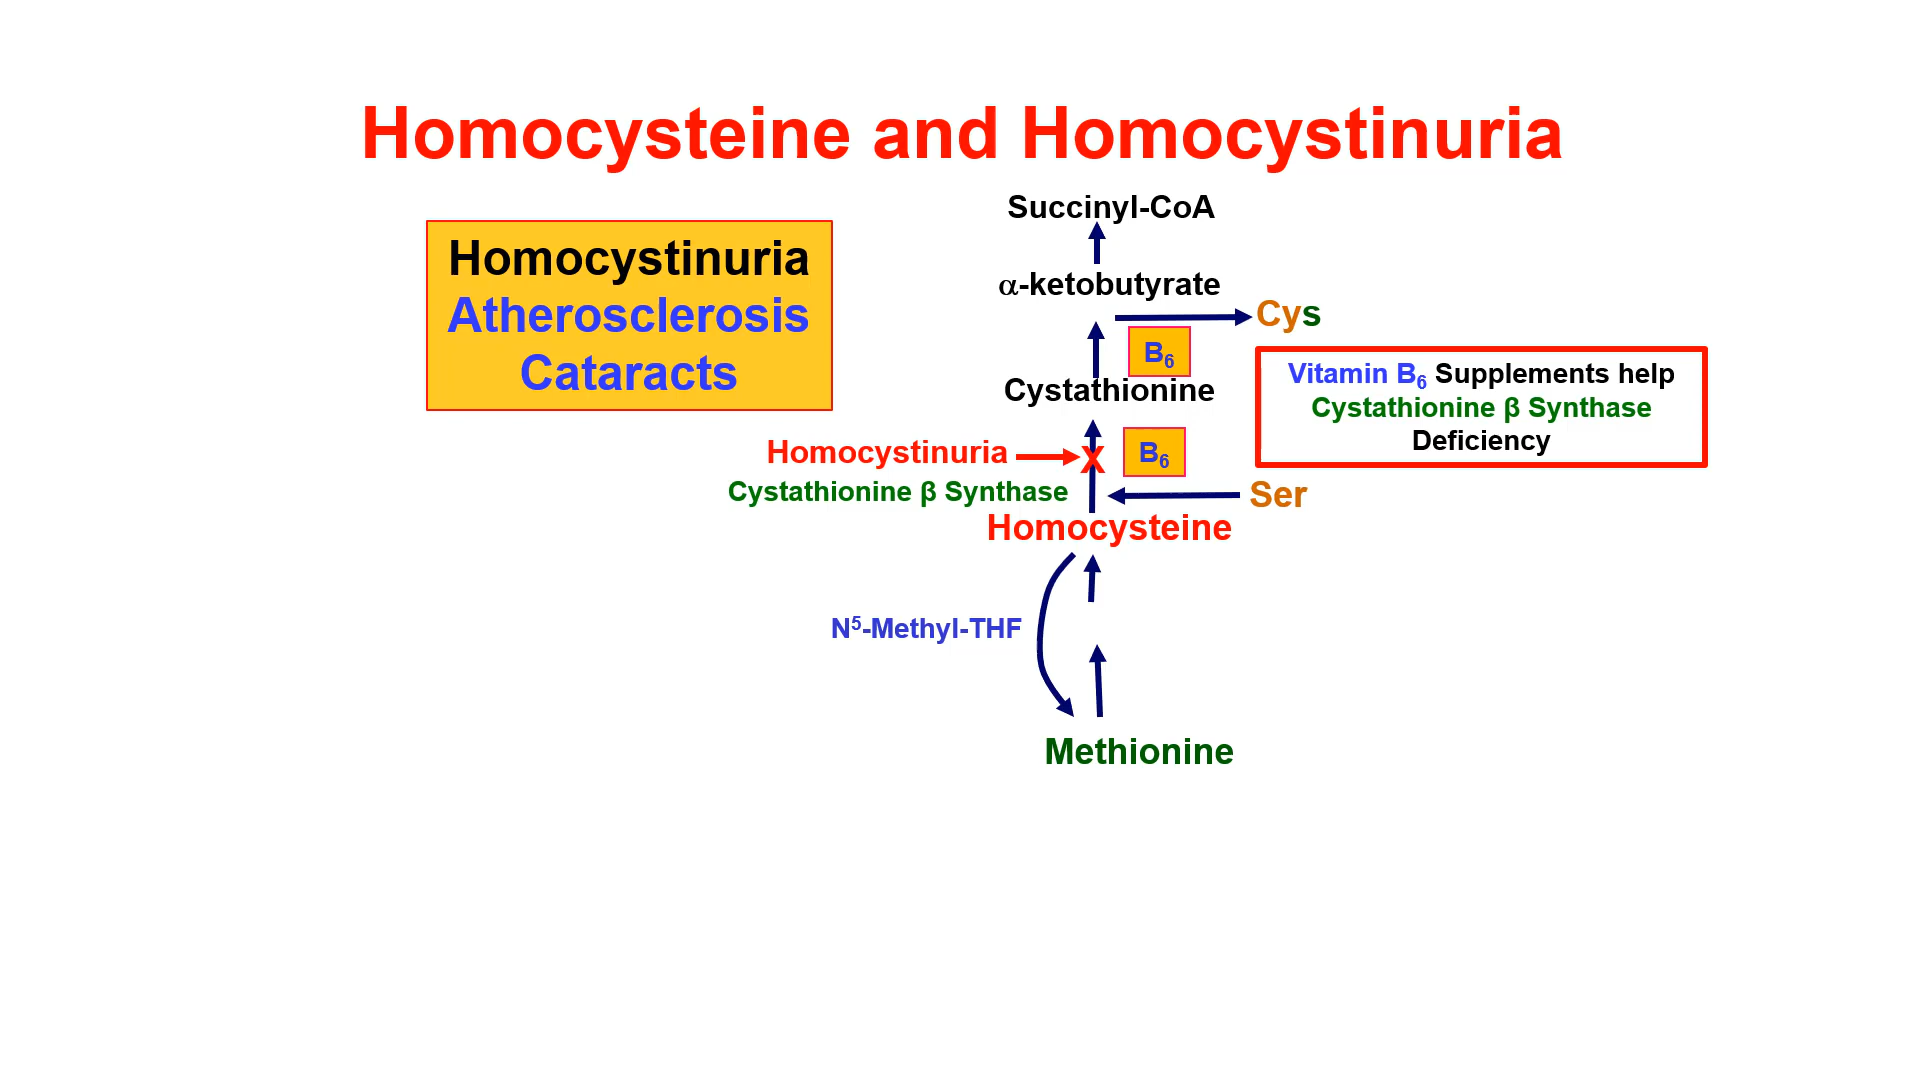 Homocysteine and Homocystinuria
Succinyl-CoA
Homocystinuria
Atherosclerosis
Cataracts
α-ketobutyrate
Cys
B₆
Cystathionine
Vitamin B₆ Supplements help
Cystathionine β Synthase
Deficiency
Homocystinuria
X
B₆
Cystathionine β Synthase
Ser
Homocysteine
N⁵-Methyl-THF
Methionine